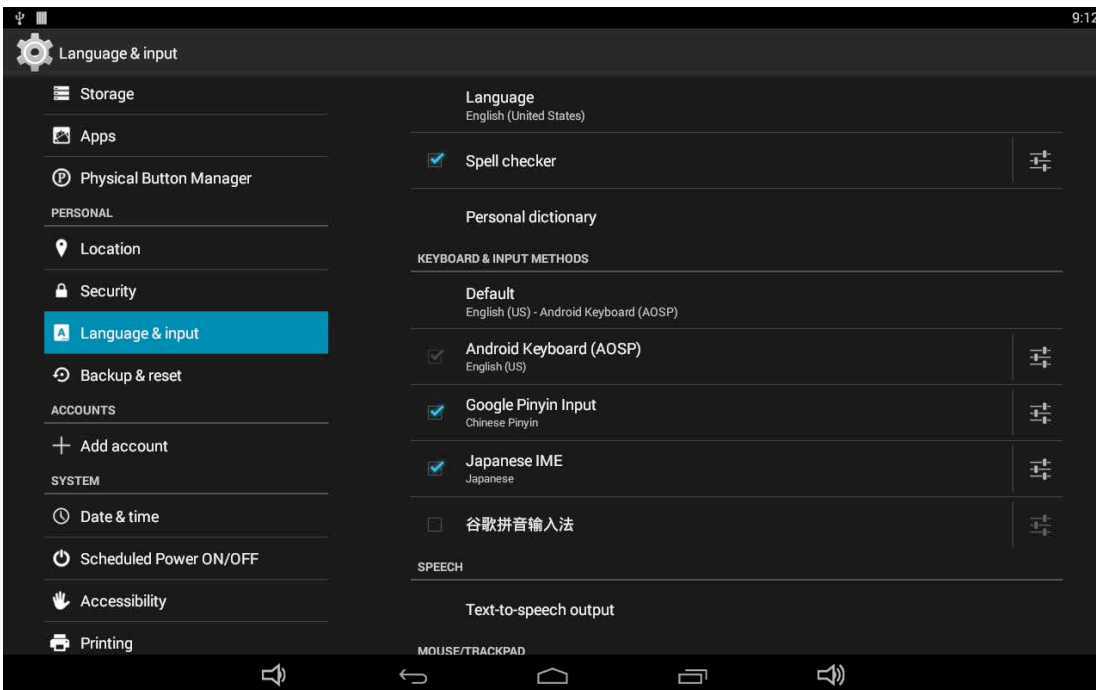 9:12
Language & input
Storage
Apps
Physical Button Manager
PERSONAL
Location
Security
Language & input
Backup & reset
ACCOUNTS
Add account
SYSTEM
Date & time
Scheduled Power ON/OFF
Accessibility
Printing
Language
English (United States)
Spell checker
Personal dictionary
KEYBOARD & INPUT METHODS
Default
English (US) - Android Keyboard (AOSP)
Android Keyboard (AOSP)
English (US)
Google Pinyin Input
Chinese Pinyin
Japanese IME
Japanese
谷歌拼音输入法
SPEECH
Text-to-speech output
MOUSE/TRACKPAD